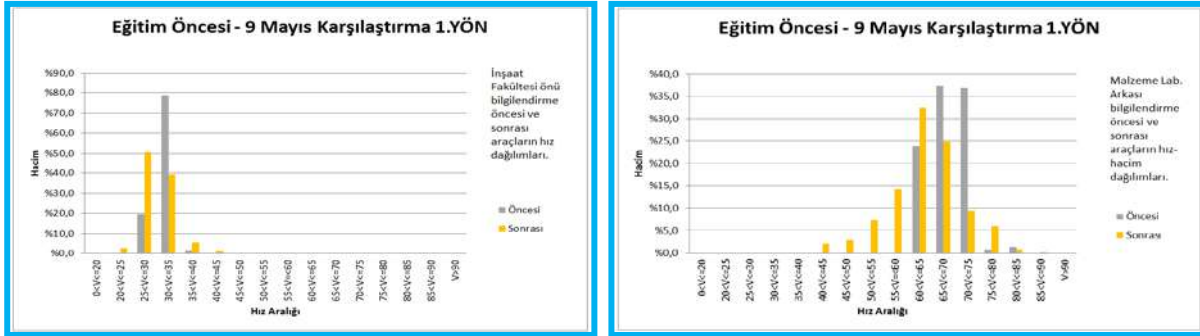 Eğitim Öncesi - 9 Mayıs Karşılaştırma 1.YÖN
%90,0
%80,0
%70,0
%60,0
%50,0
%40,0
%30,0
%20,0
%10,0
%0,0
Hacim
0<V<=20
20<V<=25
25<V<=30
30<V<=35
35<V<=40
40<V<=45
45<V<=50
50<V<=55
55<V<=60
60<V<=65
65<V<=70
70<V<=75
75<V<=80
80<V<=85
85<V<=90
V>90
Hız Aralığı
İnşaat
Fakültesi önü
bilgilendirme
öncesi ve
sonrası
araçların hız
dağılımları.
Öncesi
Sonrası
Eğitim Öncesi - 9 Mayıs Karşılaştırma 1.YÖN
%40,0
%35,0
%30,0
%25,0
%20,0
%15,0
%10,0
%5,0
%0,0
Hacim
0<V<=20
20<V<=25
25<V<=30
30<V<=35
35<V<=40
40<V<=45
45<V<=50
50<V<=55
55<V<=60
60<V<=65
65<V<=70
70<V<=75
75<V<=80
80<V<=85
85<V<=90
V>90
Hız Aralığı
Malzeme Lab.
Arkası
bilgilendirme
öncesi ve
sonrası
araçların hız-
hacim
dağılımları.
Öncesi
Sonrası